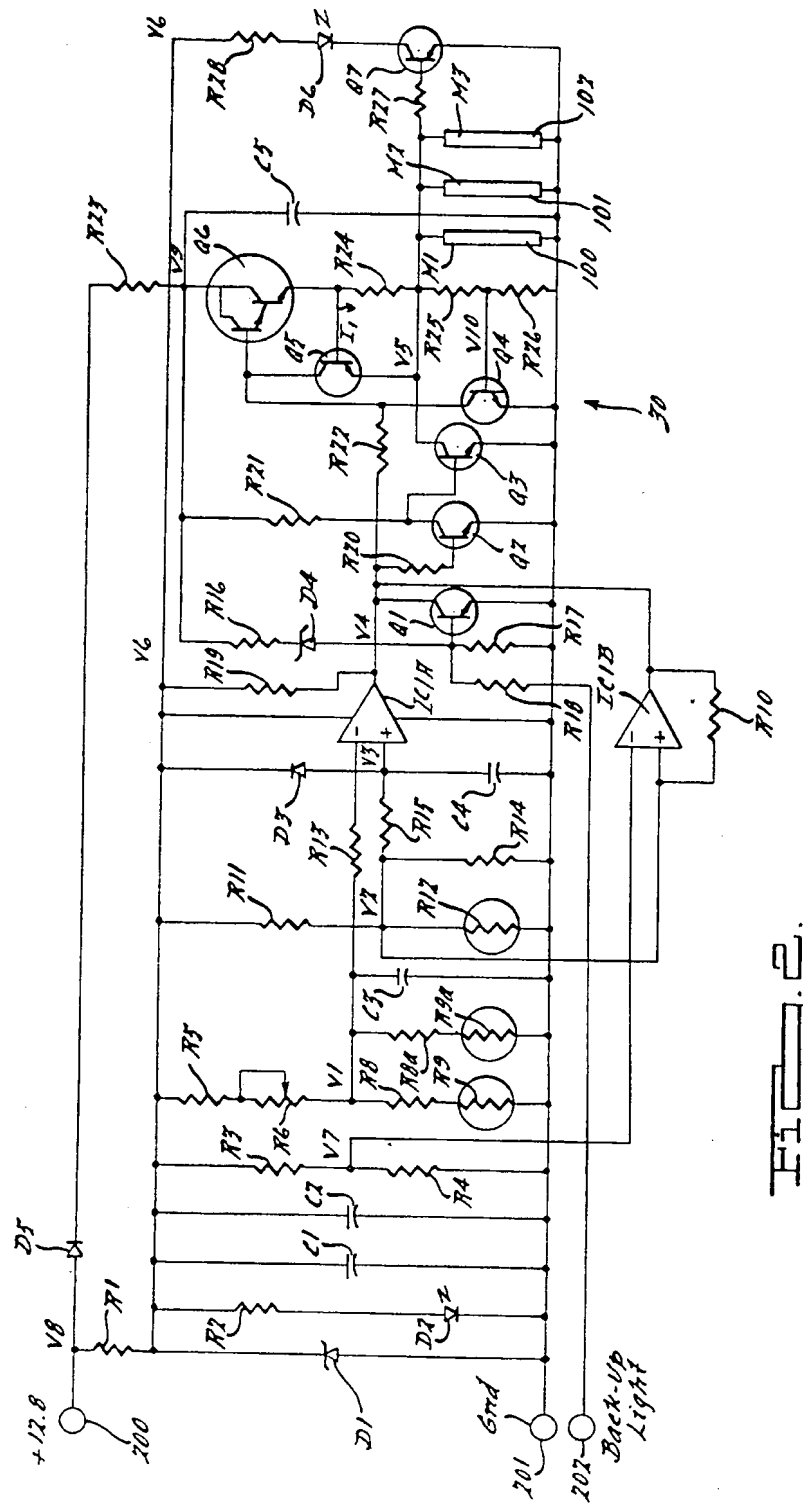 +12.8
200
V8
D5
R1
R23
V6
V6
V9
R2
C1
C2
R3
R5
R6
R11
D3
R19
R16
D4
R21
Q6
C5
R28
D6
D1
D2
V7
V1
R8
R8a
R9
R9a
C3
R13
V2
V3
R15
V4
IC1A
R22
Q5
I1
R24
V5
M1
M2
M3
R27
Q7
R4
R12
R14
C4
R18
Q1
R17
R20
Q2
Q3
Q4
V10
R25
R26
100
101
102
Gnd
201
202
Back-Up
Light
IC1B
R10
30
-
+
-
+
FIG. 2.